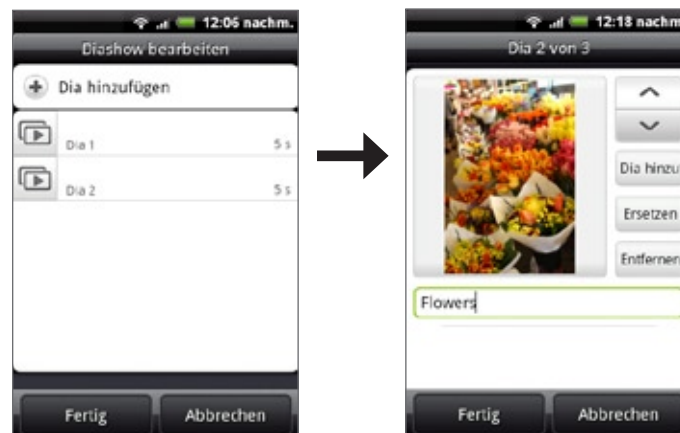 12:06 nachm.
Diashow bearbeiten
Dia hinzufügen
Dia 1 5 s
Dia 2 5 s
Fertig Abbrechen
12:18 nachm
Dia 2 von 3
Dia hinzu
Ersetzen
Entfernen
Flowers
Fertig Abbrechen